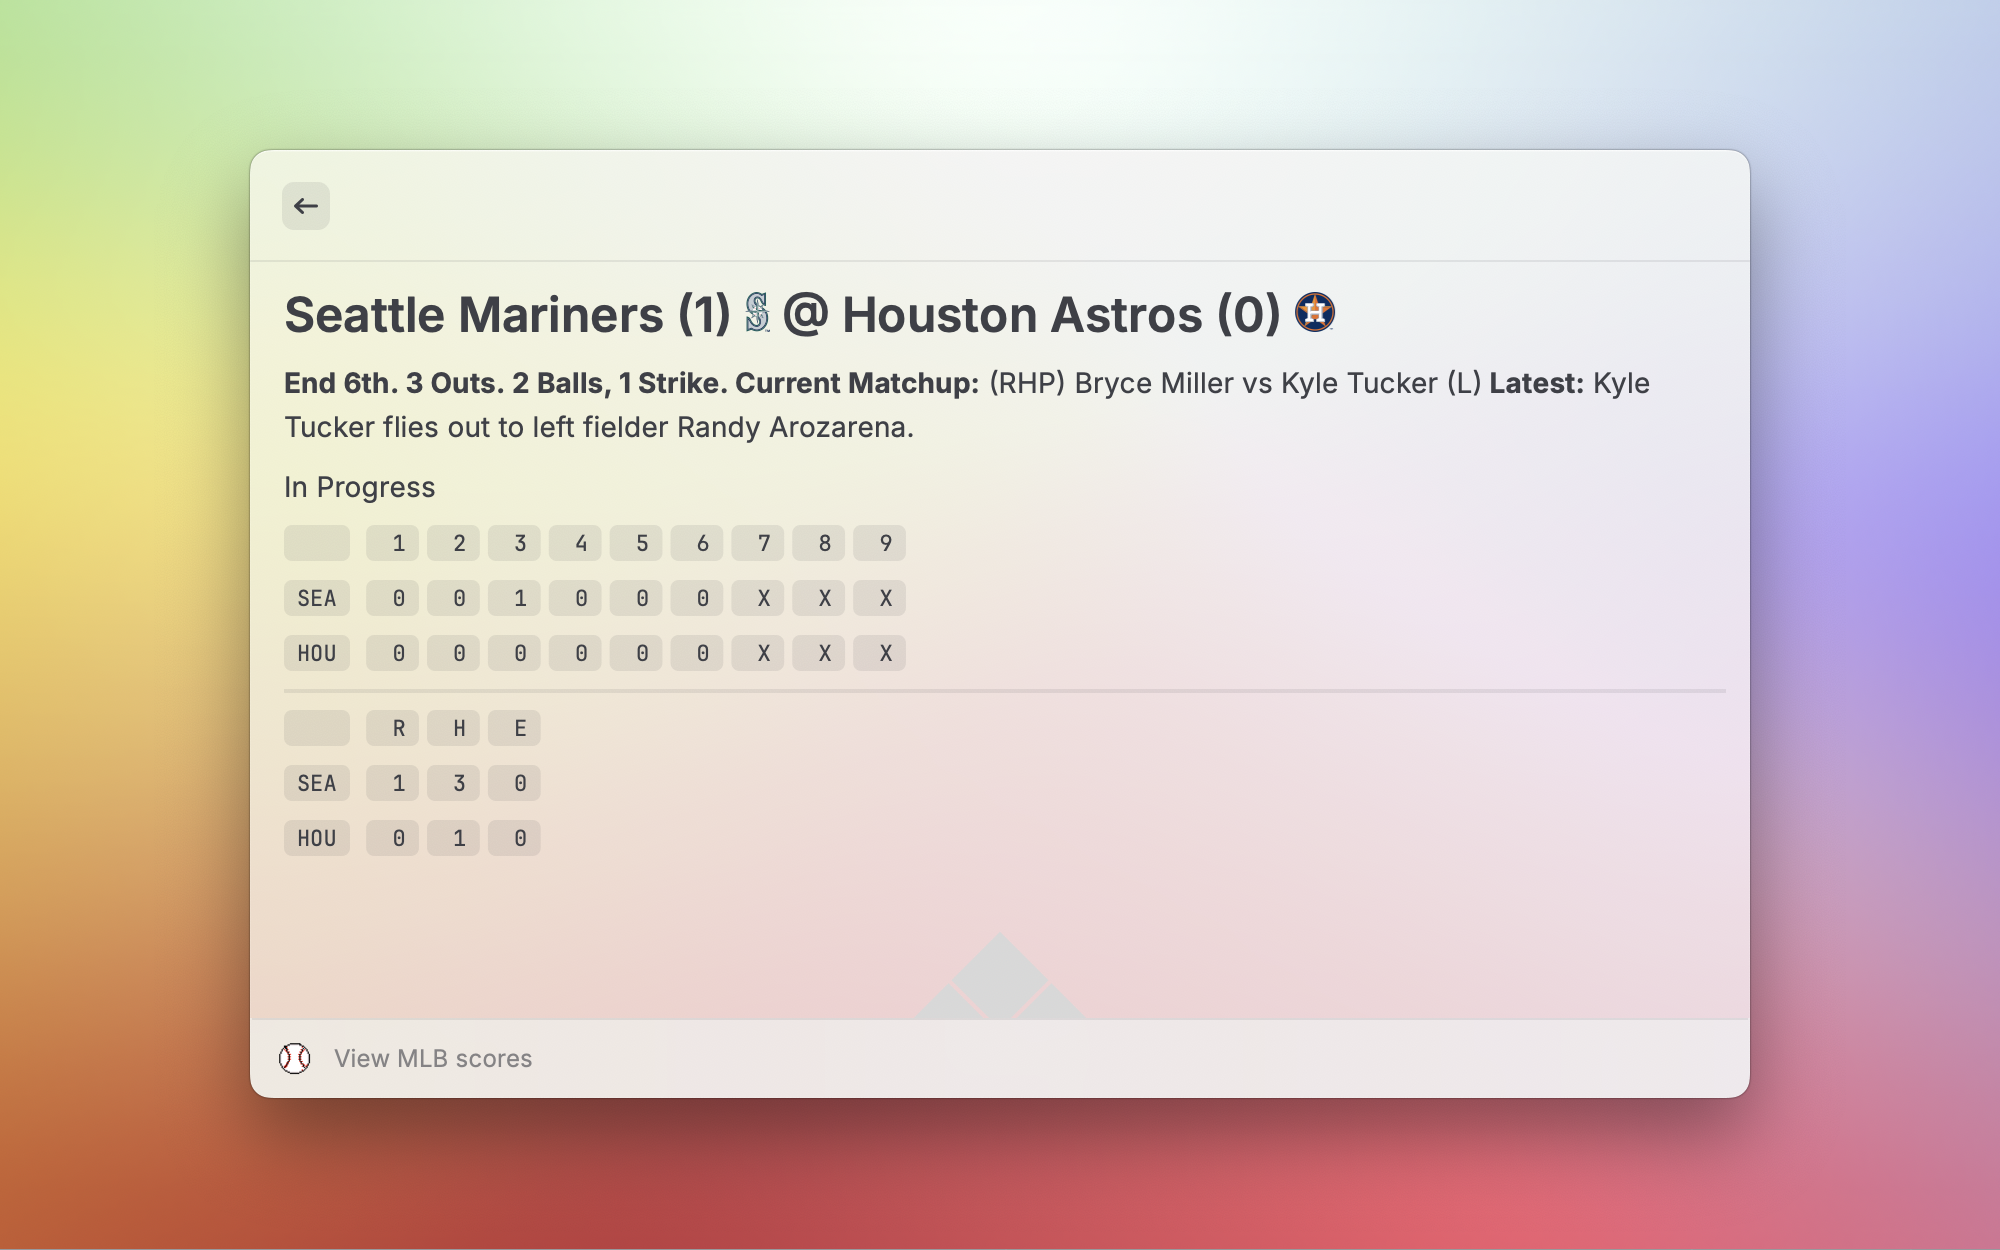 Seattle Mariners (1) S @ Houston Astros (0) H
End 6th. 3 Outs. 2 Balls, 1 Strike. Current Matchup: (RHP) Bryce Miller vs Kyle Tucker (L) Latest: Kyle
Tucker flies out to left fielder Randy Arozarena.
In Progress
1 2 3 4 5 6 7 8 9
SEA 0 0 1 0 0 0 X X X
HOU 0 0 0 0 0 0 X X X
R H E
SEA 1 3 0
HOU 0 1 0
View MLB scores